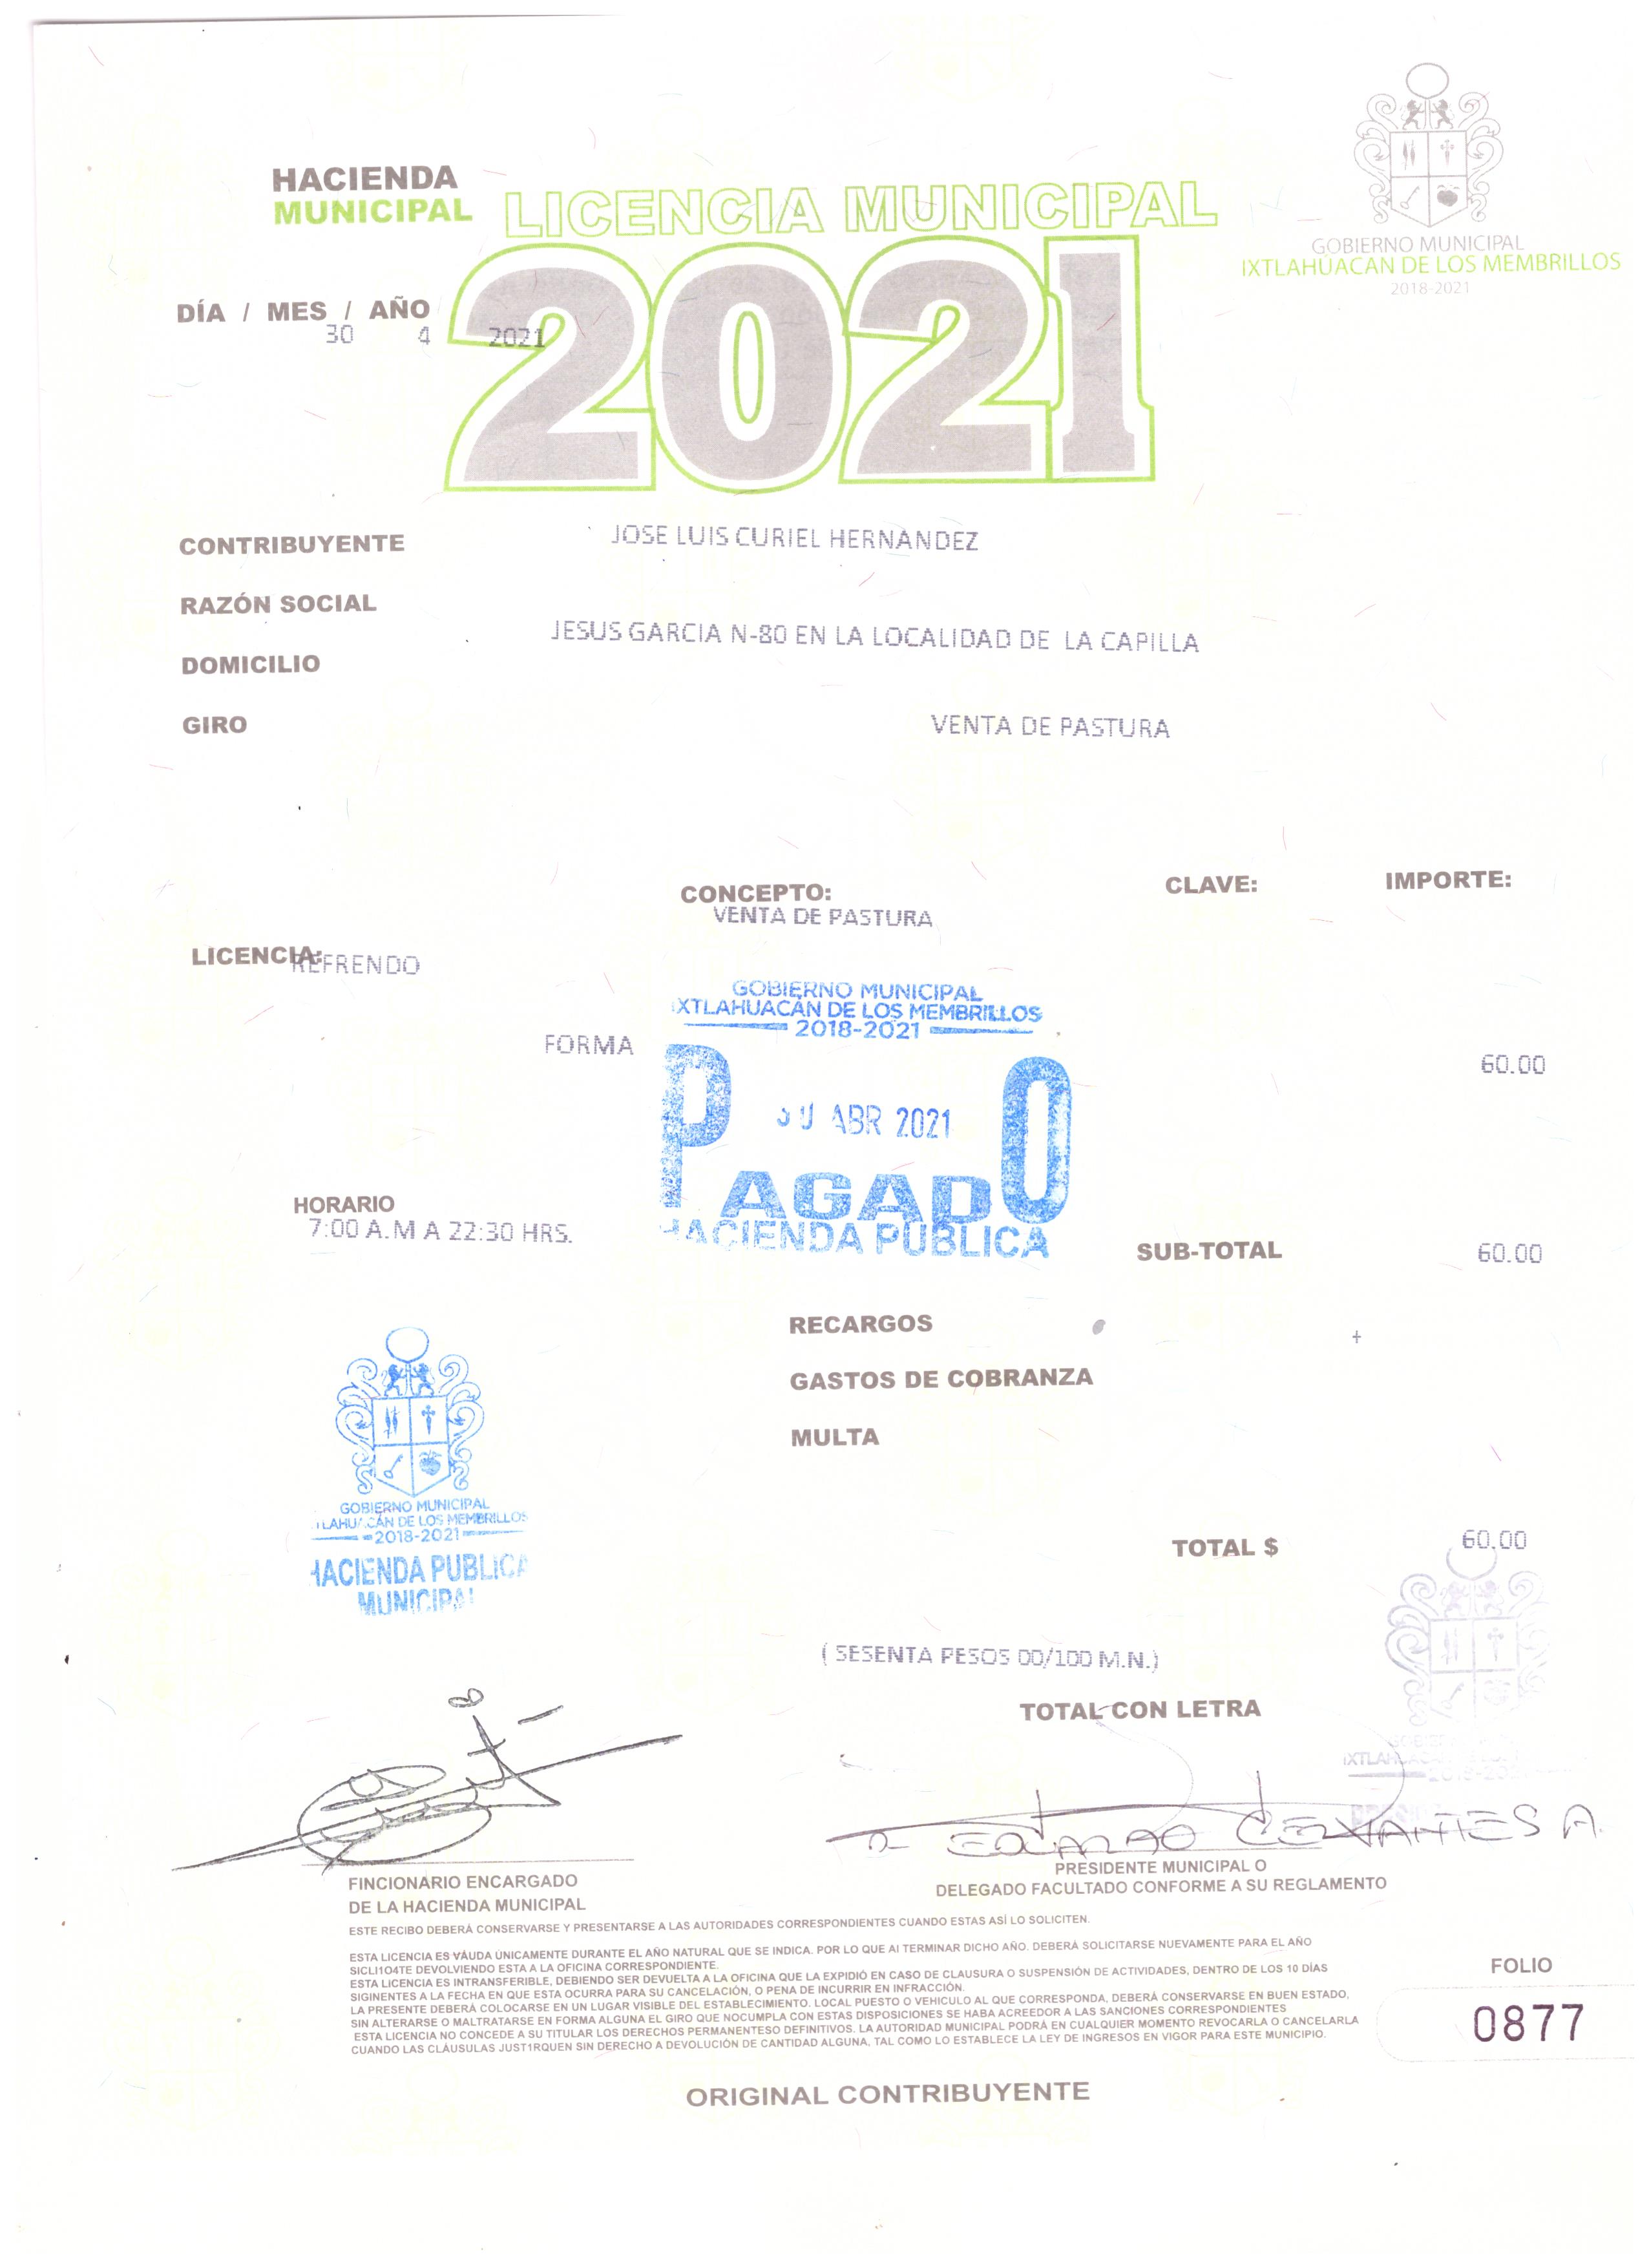 HACIENDA
MUNICIPAL
LICENCIA MUNICIPAL
2021
GOBIERNO MUNICIPAL
IXTLAHUACAN DE LOS MEMBRILLOS
2018-2021
DÍA / MES / AÑO
30 4 2021
CONTRIBUYENTE
JOSE LUIS CURIEL HERNANDEZ
RAZÓN SOCIAL
JESUS GARCIA N-80 EN LA LOCALIDAD DE LA CAPILLA
DOMICILIO
GIRO
VENTA DE PASTURA
CONCEPTO:
CLAVE:
IMPORTE:
VENTA DE PASTURA
LICENCIA:
REFRENDO
GOBIERNO MUNICIPAL
IXTLAHUACÁN DE LOS MEMBRILLOS
2018-2021
FORMA
60.00
30 ABR 2021
PAGADO
HACIENDA PUBLICA
HORARIO
7:00 A.M A 22:30 HRS.
SUB-TOTAL
60.00
RECARGOS
+
GASTOS DE COBRANZA
MULTA
GOBIERNO MUNICIPAL
IXTLAHUACÁN DE LOS MEMBRILLOS
2018-2021
HACIENDA PUBLICA
MUNICIPAL
TOTAL $
60.00
( SESENTA PESOS 00/100 M.N.)
TOTAL CON LETRA
EDUARDO CERVANTES A.
FINCIONARIO ENCARGADO
DE LA HACIENDA MUNICIPAL
PRESIDENTE MUNICIPAL O
DELEGADO FACULTADO CONFORME A SU REGLAMENTO
ESTE RECIBO DEBERÁ CONSERVARSE Y PRESENTARSE A LAS AUTORIDADES CORRESPONDIENTES CUANDO ESTAS ASÍ LO SOLICITEN.
ESTA LICENCIA ES VÁUDA ÚNICAMENTE DURANTE EL AÑO NATURAL QUE SE INDICA. POR LO QUE AI TERMINAR DICHO AÑO. DEBERÁ SOLICITARSE NUEVAMENTE PARA EL AÑO
SICLI1O4TE DEVOLVIENDO ESTA A LA OFICINA CORRESPONDIENTE.
ESTA LICENCIA ES INTRANSFERIBLE, DEBIENDO SER DEVUELTA A LA OFICINA QUE LA EXPIDIÓ EN CASO DE CLAUSURA O SUSPENSIÓN DE ACTIVIDADES, DENTRO DE LOS 10 DÍAS
SIGINENTES A LA FECHA EN QUE ESTA OCURRA PARA SU CANCELACIÓN, O PENA DE INCURRIR EN INFRACCIÓN.
LA PRESENTE DEBERÁ COLOCARSE EN UN LUGAR VISIBLE DEL ESTABLECIMIENTO. LOCAL PUESTO O VEHICULO AL QUE CORRESPONDA, DEBERÁ CONSERVARSE EN BUEN ESTADO,
SIN ALTERARSE O MALTRATARSE EN FORMA ALGUNA EL GIRO QUE NOCUMPLA CON ESTAS DISPOSICIONES SE HABA ACREEDOR A LAS SANCIONES CORRESPONDIENTES
ESTA LICENCIA NO CONCEDE A SU TITULAR LOS DERECHOS PERMANENTESO DEFINITIVOS. LA AUTORIDAD MUNICIPAL PODRÁ EN CUALQUIER MOMENTO REVOCARLA O CANCELARLA
CUANDO LAS CLÁUSULAS JUST1RQUEN SIN DERECHO A DEVOLUCIÓN DE CANTIDAD ALGUNA, TAL COMO LO ESTABLECE LA LEY DE INGRESOS EN VIGOR PARA ESTE MUNICIPIO.
FOLIO
0877
ORIGINAL CONTRIBUYENTE